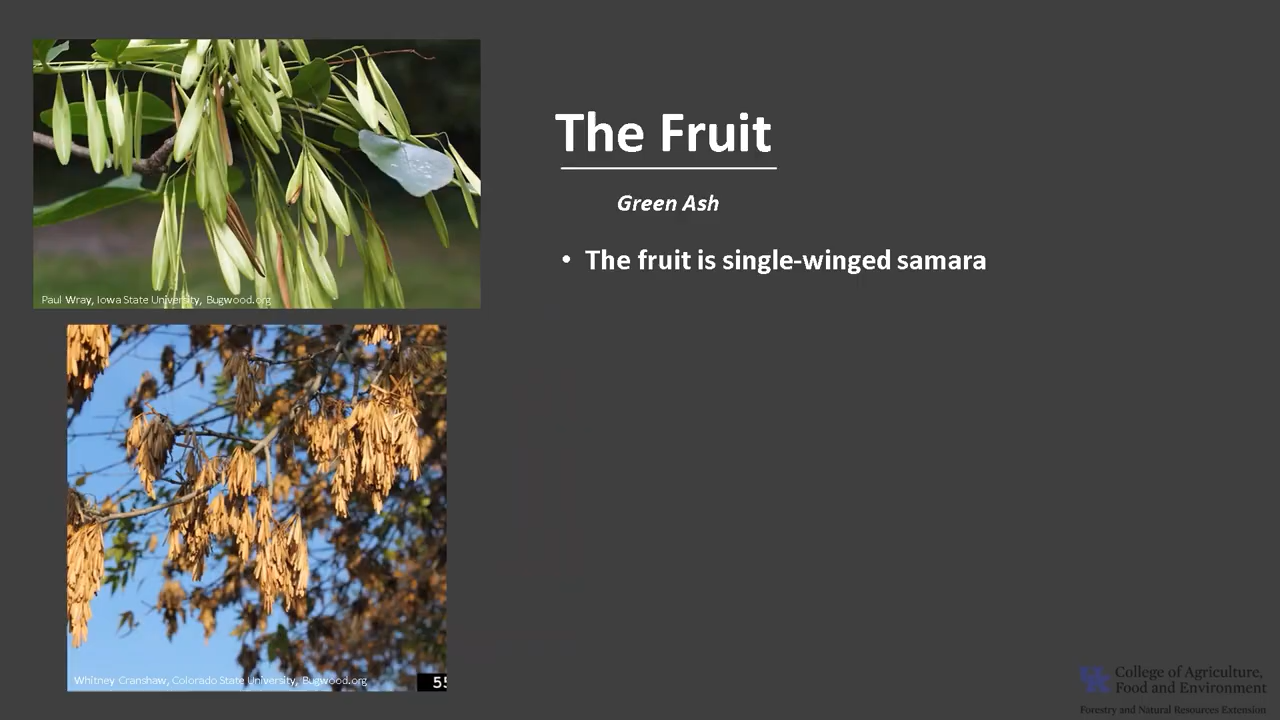 The Fruit
Green Ash
• The fruit is single-winged samara
Paul Wray, Iowa State University, Bugwood.org
Whitney Cranshaw, Colorado State University, Bugwood.org
55
College of Agriculture,
Food and Environment
Forestry and Natural Resources Extension